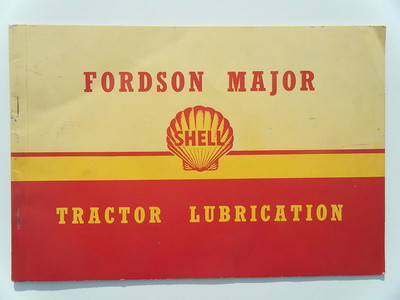 FORDSON MAJOR
SHELL
TRACTOR LUBRICATION